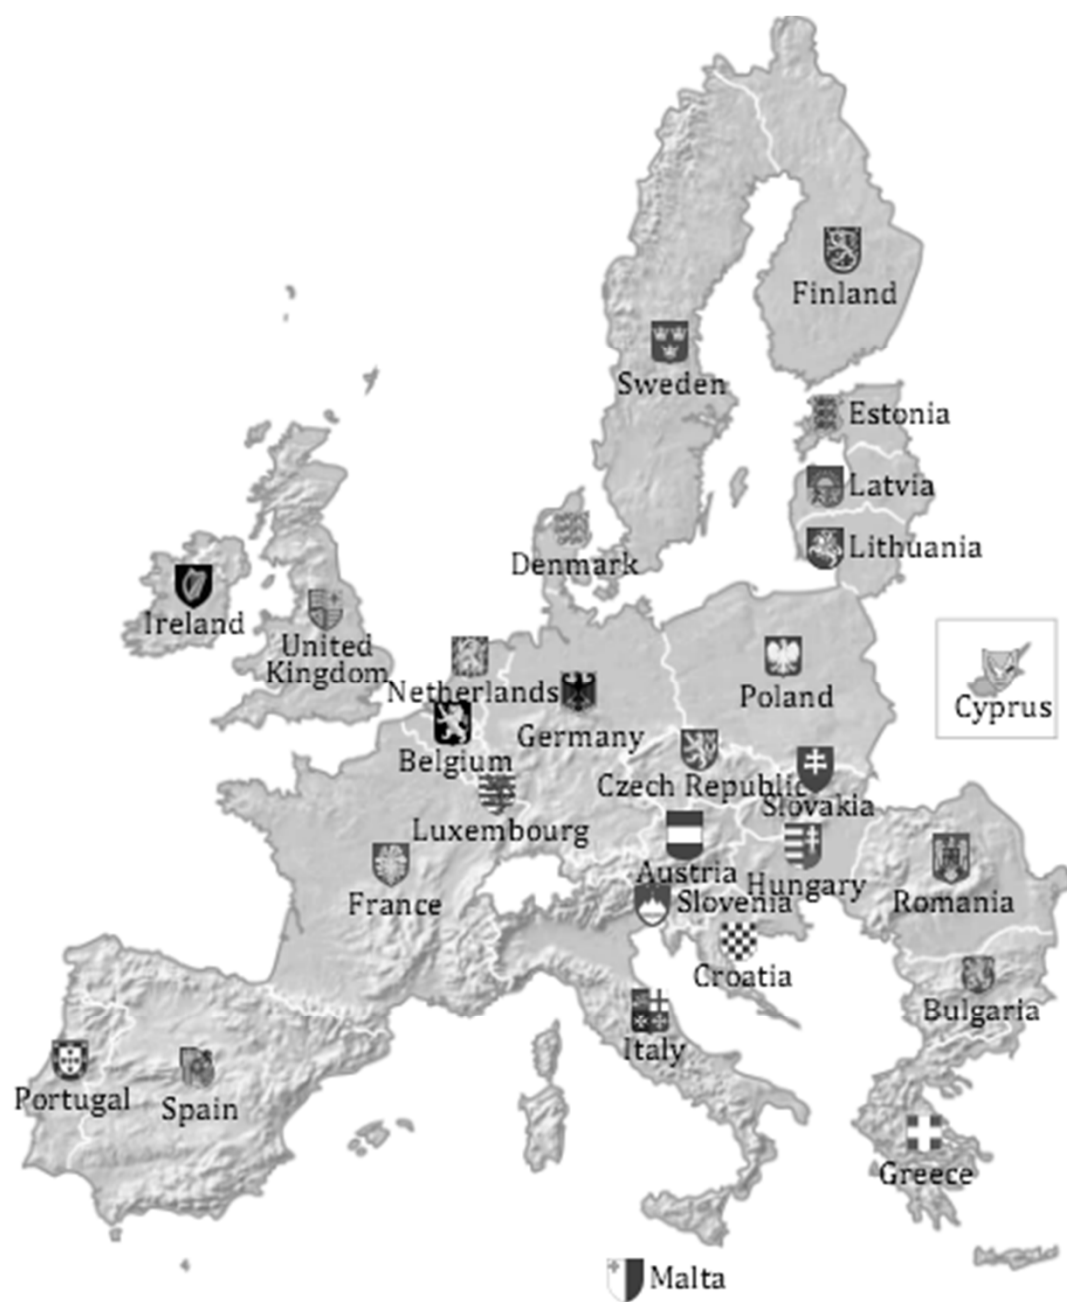 Finland
Sweden
Estonia
Latvia
Lithuania
Denmark
Ireland
United
Kingdom
Netherlands
Poland
Cyprus
Germany
Belgium
Czech Republic
Slovakia
Luxembourg
Austria
Hungary
France
Slovenia
Romania
Croatia
Bulgaria
Italy
Portugal
Spain
Greece
Malta